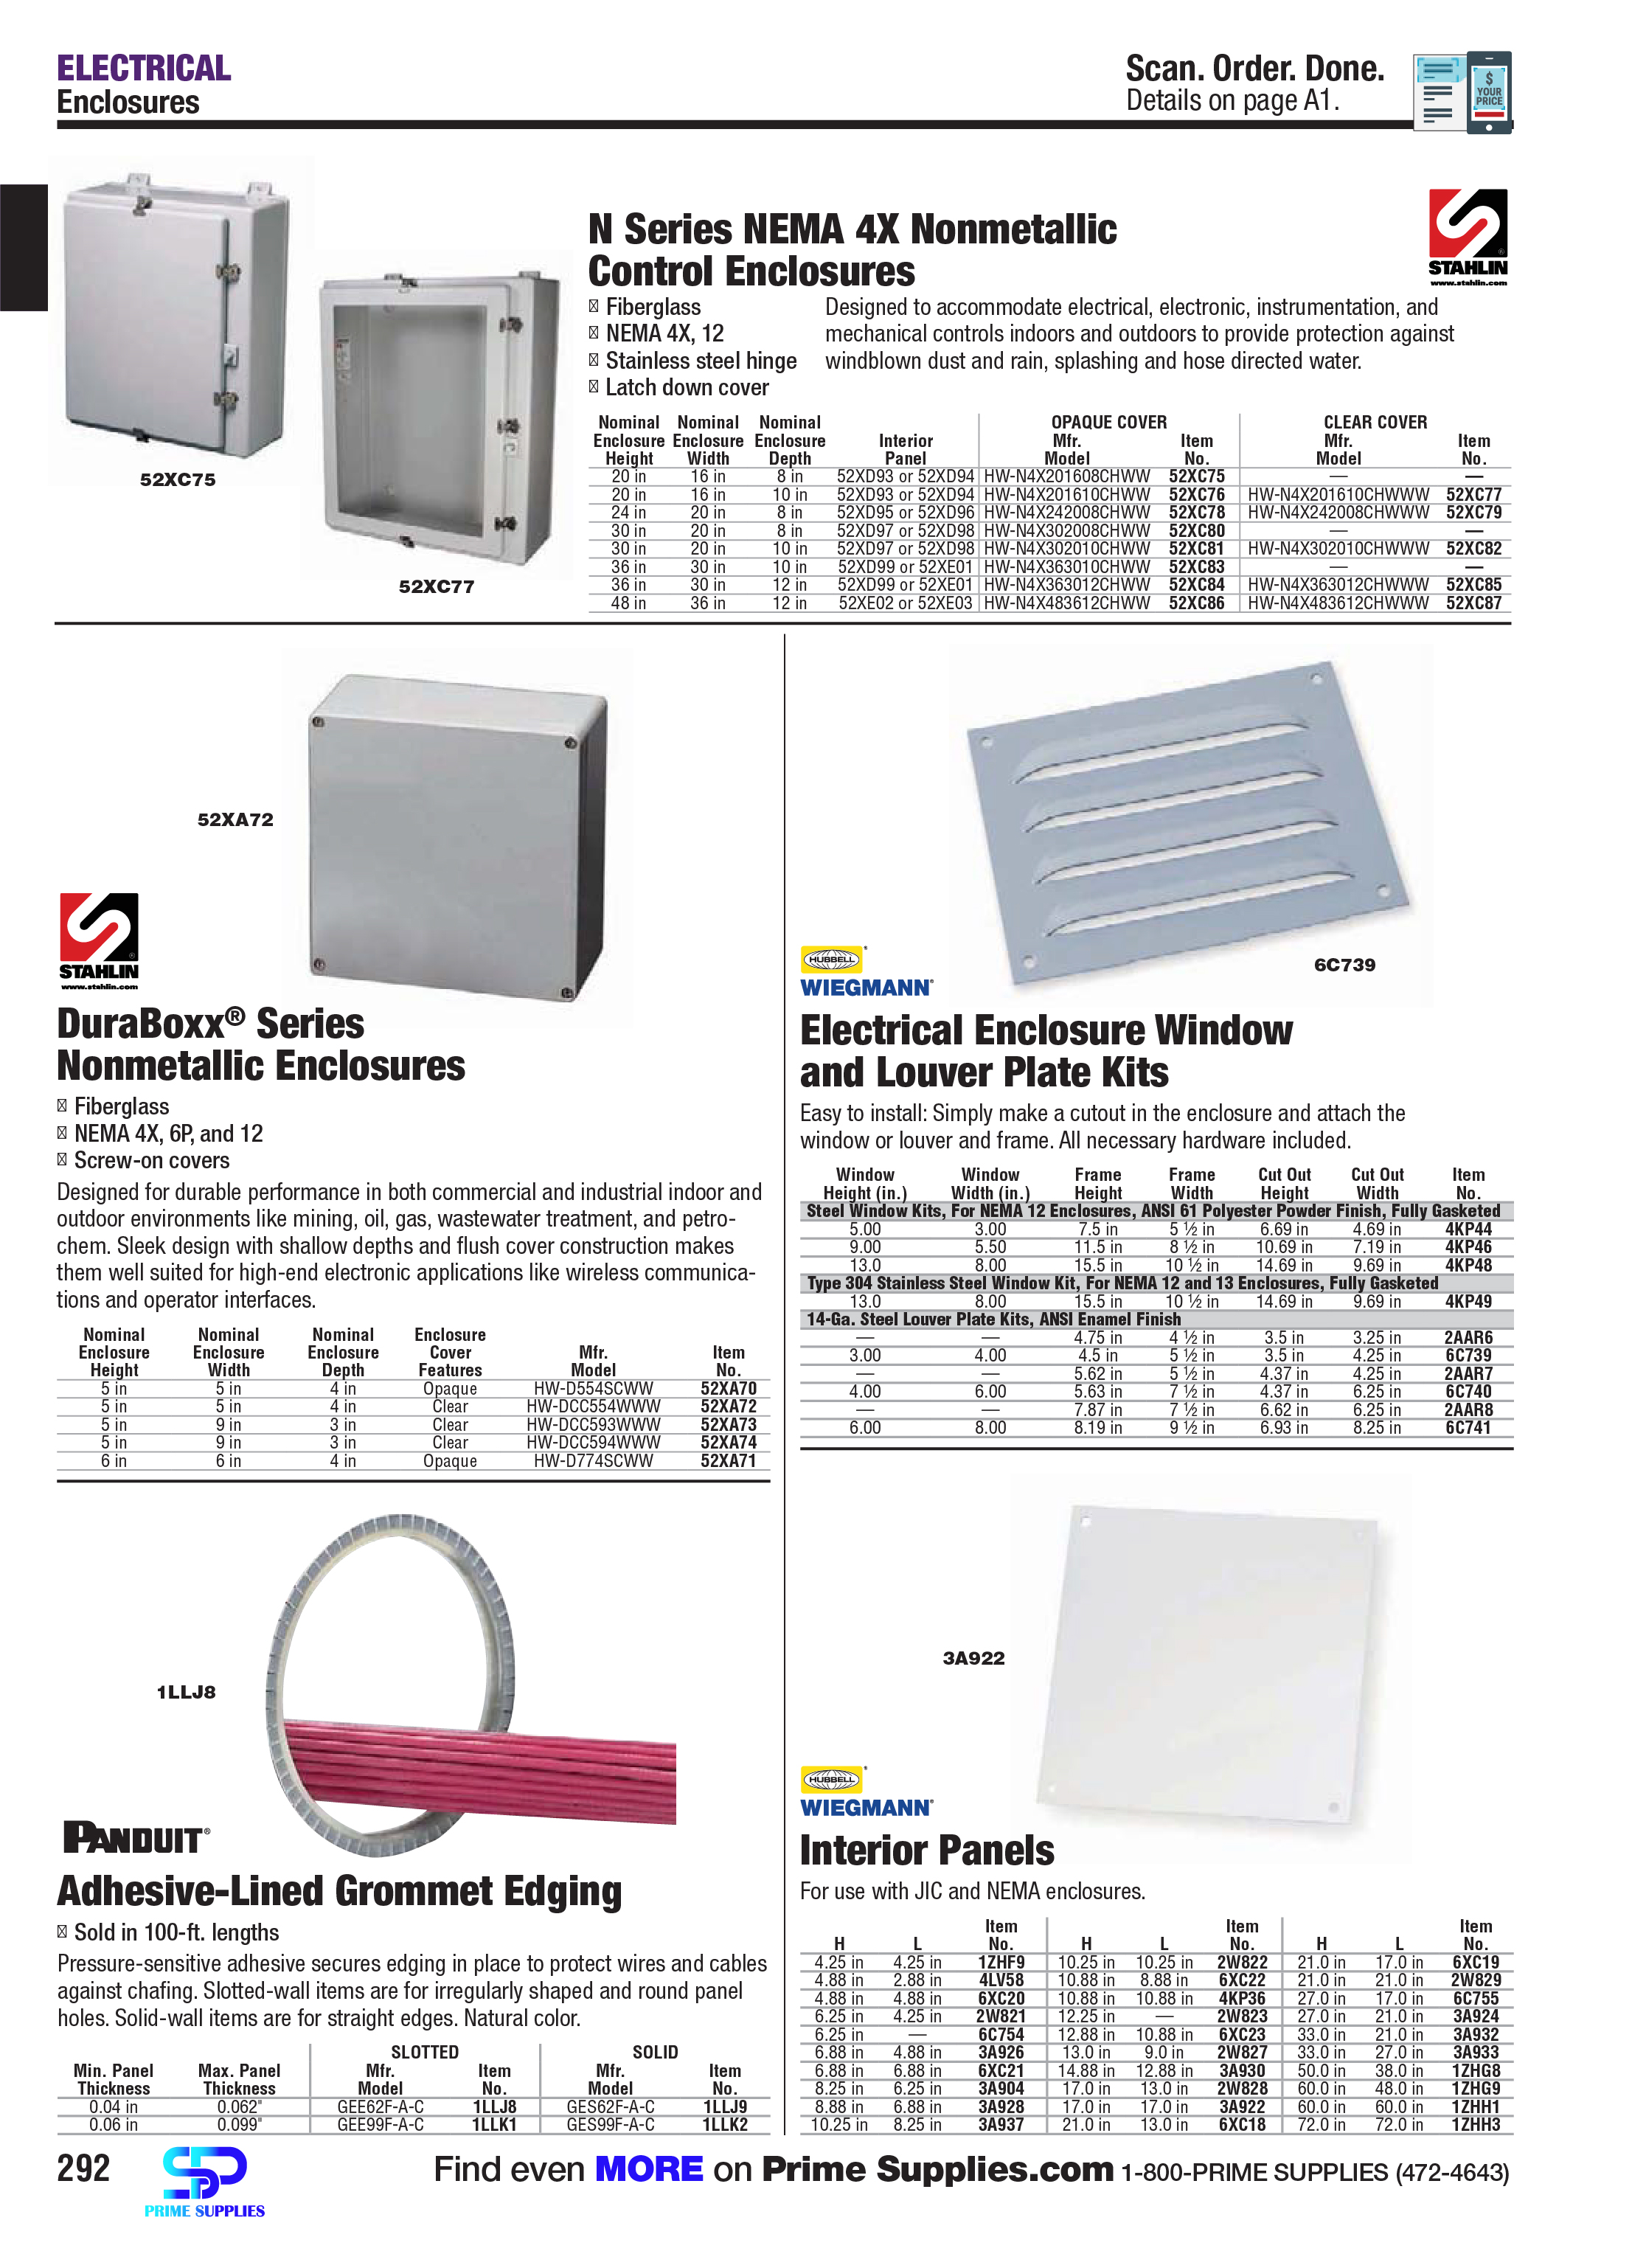 ELECTRICAL
Enclosures
Scan. Order. Done.
Details on page A1.
$
YOUR
PRICE
52XC75
52XC77
N Series NEMA 4X Nonmetallic
Control Enclosures
STAHLIN
www.stahlin.com
Fiberglass
NEMA 4X, 12
Stainless steel hinge
Latch down cover
Designed to accommodate electrical, electronic, instrumentation, and
mechanical controls indoors and outdoors to provide protection against
windblown dust and rain, splashing and hose directed water.
Nominal Nominal Nominal OPAQUE COVER CLEAR COVER
Enclosure Enclosure Enclosure Interior Mfr. Item Mfr. Item
Height Width Depth Panel Model No. Model No.
20 in 16 in 8 in 52XD93 or 52XD94 HW-N4X201608CHWW 52XC75 — —
20 in 16 in 10 in 52XD93 or 52XD94 HW-N4X201610CHWW 52XC76 HW-N4X201610CHWWW 52XC77
24 in 20 in 8 in 52XD95 or 52XD96 HW-N4X242008CHWW 52XC78 HW-N4X242008CHWWW 52XC79
30 in 20 in 8 in 52XD97 or 52XD98 HW-N4X302008CHWW 52XC80 — —
30 in 20 in 10 in 52XD97 or 52XD98 HW-N4X302010CHWW 52XC81 HW-N4X302010CHWWW 52XC82
36 in 30 in 10 in 52XD99 or 52XE01 HW-N4X363010CHWW 52XC83 — —
36 in 30 in 12 in 52XD99 or 52XE01 HW-N4X363012CHWW 52XC84 HW-N4X363012CHWWW 52XC85
48 in 36 in 12 in 52XE02 or 52XE03 HW-N4X483612CHWW 52XC86 HW-N4X483612CHWWW 52XC87
52XA72
STAHLIN
www.stahlin.com
DuraBoxx® Series
Nonmetallic Enclosures
Fiberglass
NEMA 4X, 6P, and 12
Screw-on covers
Designed for durable performance in both commercial and industrial indoor and
outdoor environments like mining, oil, gas, wastewater treatment, and petro-
chem. Sleek design with shallow depths and flush cover construction makes
them well suited for high-end electronic applications like wireless communica-
tions and operator interfaces.
Nominal Nominal Nominal Enclosure
Enclosure Enclosure Enclosure Cover Mfr. Item
Height Width Depth Features Model No.
5 in 5 in 4 in Opaque HW-D554SCWW 52XA70
5 in 5 in 4 in Clear HW-DCC554WWW 52XA72
5 in 9 in 3 in Clear HW-DCC593WWW 52XA73
5 in 9 in 3 in Clear HW-DCC594WWW 52XA74
6 in 6 in 4 in Opaque HW-D774SCWW 52XA71
1LLJ8
PANDUIT®
Adhesive-Lined Grommet Edging
Sold in 100-ft. lengths
Pressure-sensitive adhesive secures edging in place to protect wires and cables
against chafing. Slotted-wall items are for irregularly shaped and round panel
holes. Solid-wall items are for straight edges. Natural color.
SLOTTED SOLID
Min. Panel Max. Panel Mfr. Item Mfr. Item
Thickness Thickness Model No. Model No.
0.04 in 0.062" GEE62F-A-C 1LLJ8 GES62F-A-C 1LLJ9
0.06 in 0.099" GEE99F-A-C 1LLK1 GES99F-A-C 1LLK2
6C739
HUBBELL
WIEGMANN®
Electrical Enclosure Window
and Louver Plate Kits
Easy to install: Simply make a cutout in the enclosure and attach the
window or louver and frame. All necessary hardware included.
Window Window Frame Frame Cut Out Cut Out Item
Height (in.) Width (in.) Height Width Height Width No.
Steel Window Kits, For NEMA 12 Enclosures, ANSI 61 Polyester Powder Finish, Fully Gasketed
5.00 3.00 7.5 in 5 ½ in 6.69 in 4.69 in 4KP44
9.00 5.50 11.5 in 8 ½ in 10.69 in 7.19 in 4KP46
13.0 8.00 15.5 in 10 ½ in 14.69 in 9.69 in 4KP48
Type 304 Stainless Steel Window Kit, For NEMA 12 and 13 Enclosures, Fully Gasketed
13.0 8.00 15.5 in 10 ½ in 14.69 in 9.69 in 4KP49
14-Ga. Steel Louver Plate Kits, ANSI Enamel Finish
— — 4.75 in 4 ½ in 3.5 in 3.25 in 2AAR6
3.00 4.00 4.5 in 5 ½ in 3.5 in 4.25 in 6C739
— — 5.62 in 5 ½ in 4.37 in 4.25 in 2AAR7
4.00 6.00 5.63 in 7 ½ in 4.37 in 6.25 in 6C740
— — 7.87 in 7 ½ in 6.62 in 6.25 in 2AAR8
6.00 8.00 8.19 in 9 ½ in 6.93 in 8.25 in 6C741
3A922
HUBBELL
WIEGMANN®
Interior Panels
For use with JIC and NEMA enclosures.
Item Item Item
H L No. H L No. H L No.
4.25 in 4.25 in 1ZHF9 10.25 in 10.25 in 2W822 21.0 in 17.0 in 6XC19
4.88 in 2.88 in 4LV58 10.88 in 8.88 in 6XC22 21.0 in 21.0 in 2W829
4.88 in 4.88 in 6XC20 10.88 in 10.88 in 4KP36 27.0 in 17.0 in 6C755
6.25 in 4.25 in 2W821 12.25 in — 2W823 27.0 in 21.0 in 3A924
6.25 in — 6C754 12.88 in 10.88 in 6XC23 33.0 in 21.0 in 3A932
6.88 in 4.88 in 3A926 13.0 in 9.0 in 2W827 33.0 in 27.0 in 3A933
6.88 in 6.88 in 6XC21 14.88 in 12.88 in 3A930 50.0 in 38.0 in 1ZHG8
8.25 in 6.25 in 3A904 17.0 in 13.0 in 2W828 60.0 in 48.0 in 1ZHG9
8.88 in 6.88 in 3A928 17.0 in 17.0 in 3A922 60.0 in 60.0 in 1ZHH1
10.25 in 8.25 in 3A937 21.0 in 13.0 in 6XC18 72.0 in 72.0 in 1ZHH3
292
PRIME SUPPLIES
Find even MORE on Prime Supplies.com 1-800-PRIME SUPPLIES (472-4643)